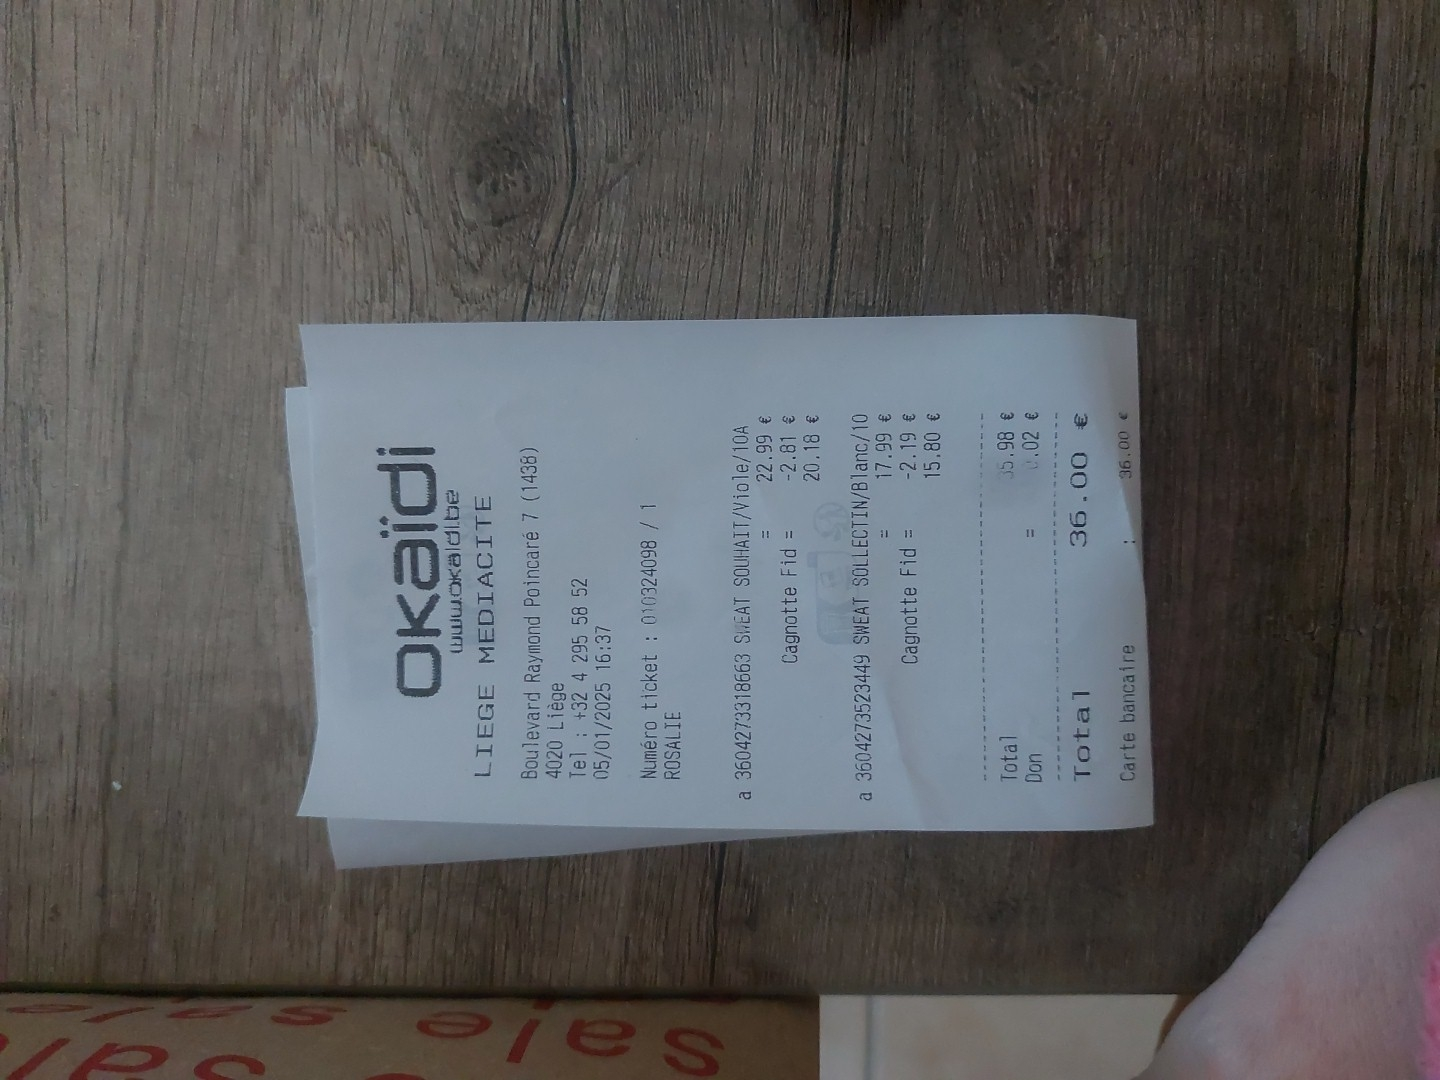 okaïdi
www.okaidi.be
LIEGE MEDIACITE
Boulevard Raymond Poincaré 7 (1438)
4020 Liège
Tel : +32 4 295 58 52
05/01/2025 16:37
Numéro ticket : 010324098 / 1
ROSALIE
a 3604273318663 SWEAT SOUHAIT/Viole/10A
= 22.99 €
Cagnotte Fid = -2.81 €
20.18 €
a 3604273523449 SWEAT SOLLECTIN/Blanc/10
= 17.99 €
Cagnotte Fid = -2.19 €
15.80 €
Total 35.98 €
Don = 0.02 €
Total 36.00 €
Carte bancaire : 36.00 €
sale
sale
sale